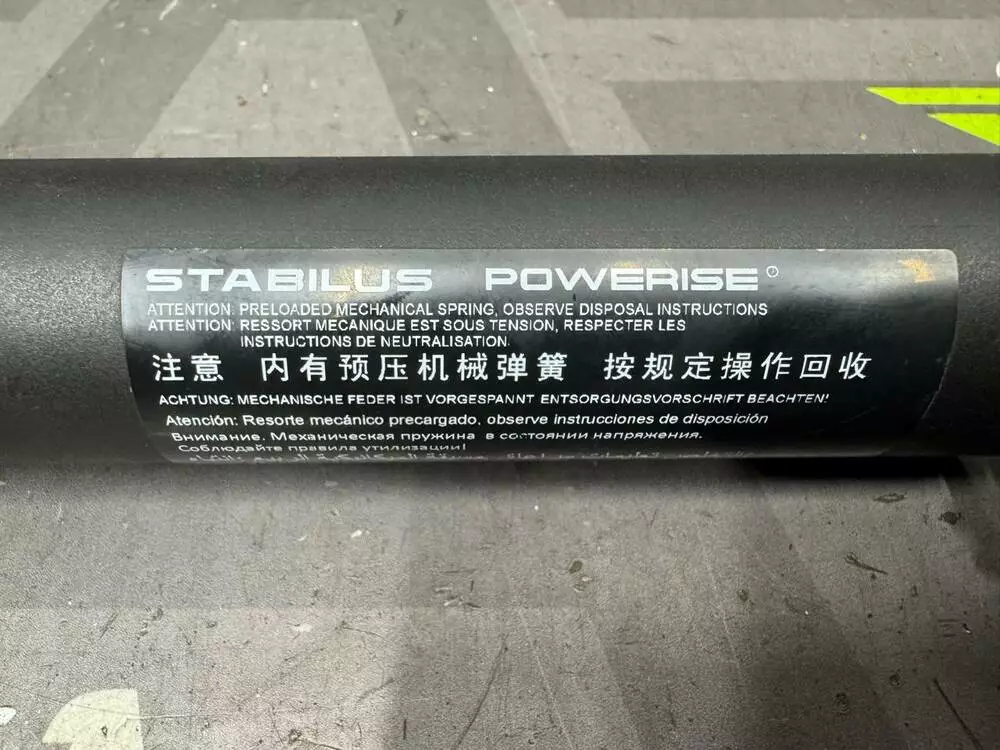 STABILUS POWERISE
ATTENTION: PRELOADED MECHANICAL SPRING, OBSERVE DISPOSAL INSTRUCTIONS
ATTENTION: RESSORT MECANIQUE EST SOUS TENSION, RESPECTER LES
INSTRUCTIONS DE NEUTRALISATION.
注意 内有预压机械弹簧 按规定操作回收
ACHTUNG: MECHANISCHE FEDER IST VORGESPANNT ENTSORGUNGSVORSCHRIFT BEACHTEN!
Atención: Resorte mecánico precargado, observe instrucciones de disposición
Внимание. Механическая пружина в состоянии напряжения.
Соблюдайте правила утилизации!